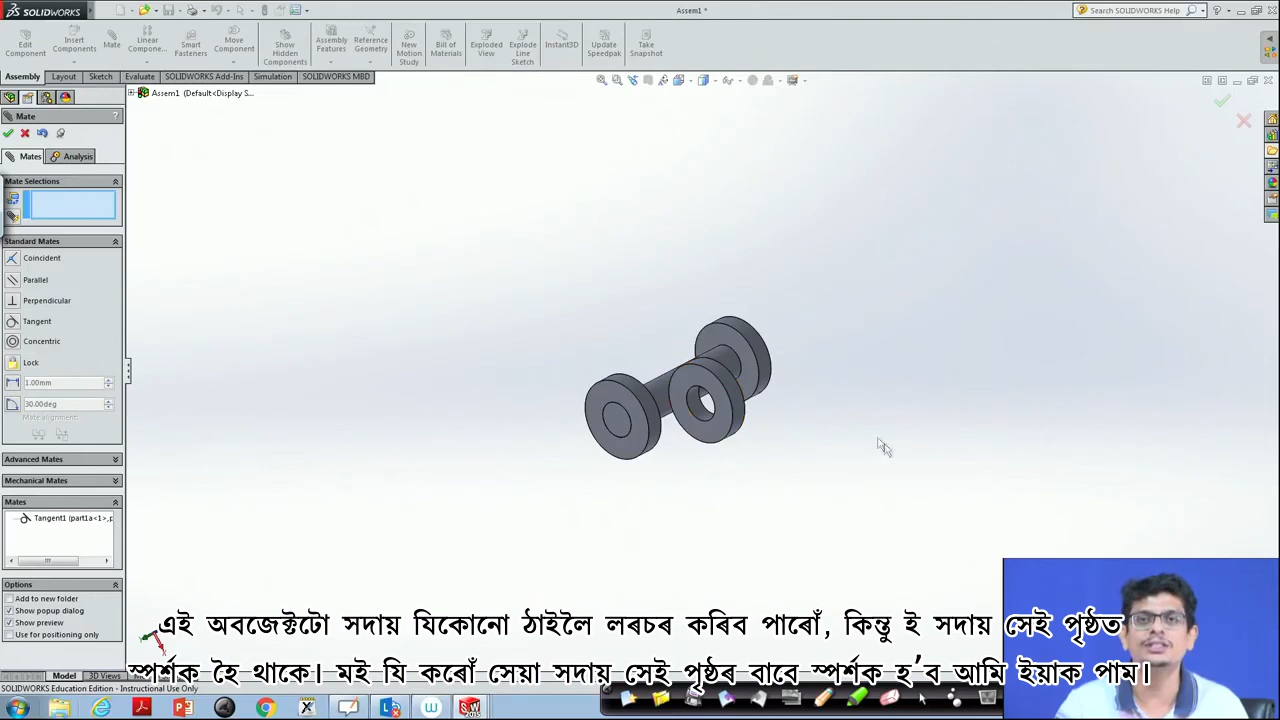 SOLIDWORKS
Assem1 *
Search SOLIDWORKS Help
Edit Component
Insert Components
Mate
Linear Compone...
Smart Fasteners
Move Component
Show Hidden Components
Assembly Features
Reference Geometry
New Motion Study
Bill of Materials
Exploded View
Explode Line Sketch
Instant3D
Update Speedpak
Take Snapshot
Assembly
Layout
Sketch
Evaluate
SOLIDWORKS Add-Ins
Simulation
SOLIDWORKS MBD
Assem1 (Default<Display S...
Mate
Mates
Analysis
Mate Selections
Standard Mates
Coincident
Parallel
Perpendicular
Tangent
Concentric
Lock
1.00mm
30.00deg
Mate alignment:
Advanced Mates
Mechanical Mates
Mates
Tangent1 (part1a<1>,p
Options
Add to new folder
Show popup dialog
Show preview
Use for positioning only
এই অবজেক্টটো সদায় যিকোনো ঠাইলৈ লৰচৰ কৰিব পাৰোঁ, কিন্তু ই সদায় সেই পৃষ্ঠত
স্পৰ্শক হৈ থাকে। মই যি কৰোঁ সেয়া সদায় সেই পৃষ্ঠৰ বাবে স্পৰ্শক হ’ব আমি ইয়াক পাম।
Model
3D Views
SOLIDWORKS Education Edition - Instructional Use Only